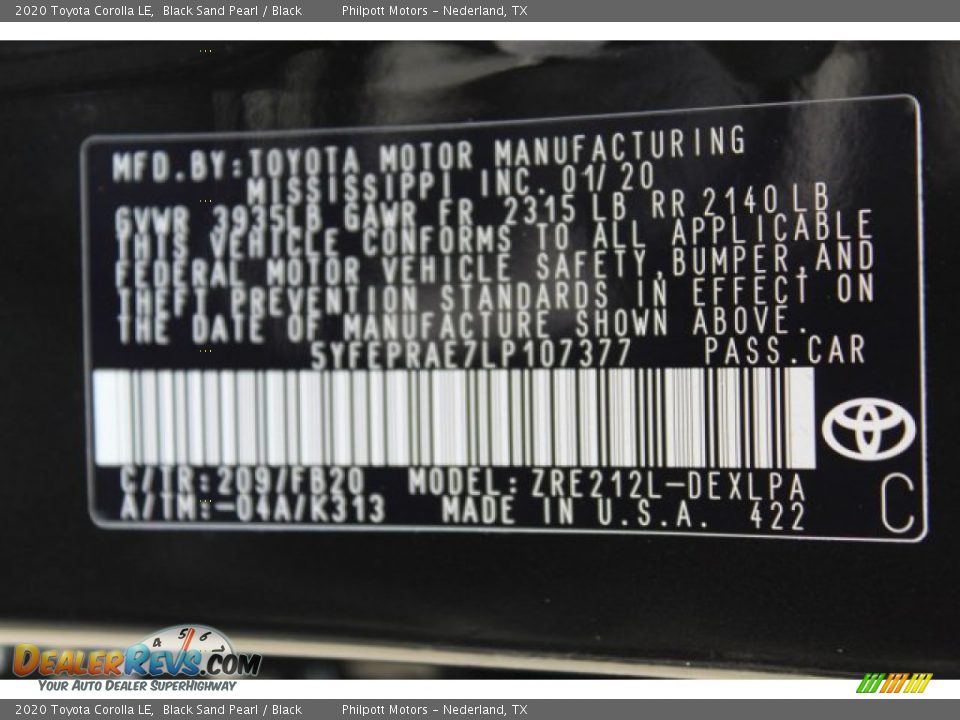 2020 Toyota Corolla LE, Black Sand Pearl / Black Philpott Motors - Nederland, TX
MFD.BY:TOYOTA MOTOR MANUFACTURING
MISSISSIPPI INC. 01/20
GVWR 3935LB GAWR FR 2315 LB RR 2140 LB
THIS VEHICLE CONFORMS TO ALL APPLICABLE
FEDERAL MOTOR VEHICLE SAFETY,BUMPER,AND
THEFT PREVENTION STANDARDS IN EFFECT ON
THE DATE OF MANUFACTURE SHOWN ABOVE.
5YFEPRAE7LP107377 PASS.CAR
C/TR:209/FB20 MODEL:ZRE212L-DEXLPA
A/TM:-04A/K313 MADE IN U.S.A. 422 C
4 5 6
DEALERREVS.COM
YOUR AUTO DEALER SUPERHIGHWAY
2020 Toyota Corolla LE, Black Sand Pearl / Black Philpott Motors - Nederland, TX